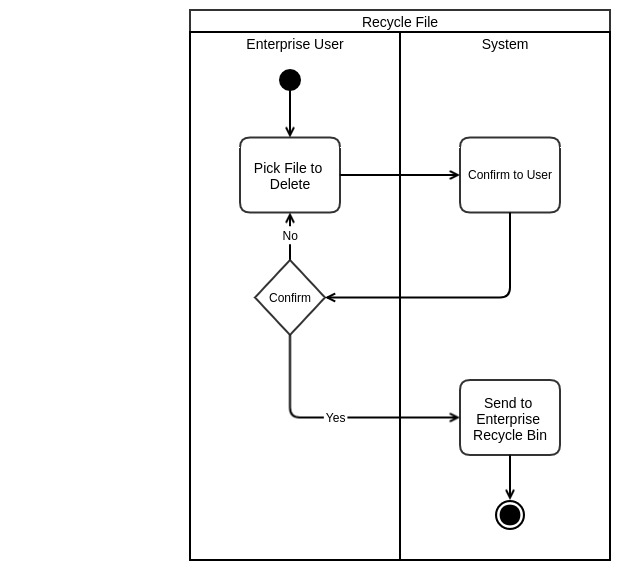 Recycle File
Enterprise User
System
Pick File to
Delete
Confirm to User
No
Confirm
Yes
Send to
Enterprise
Recycle Bin